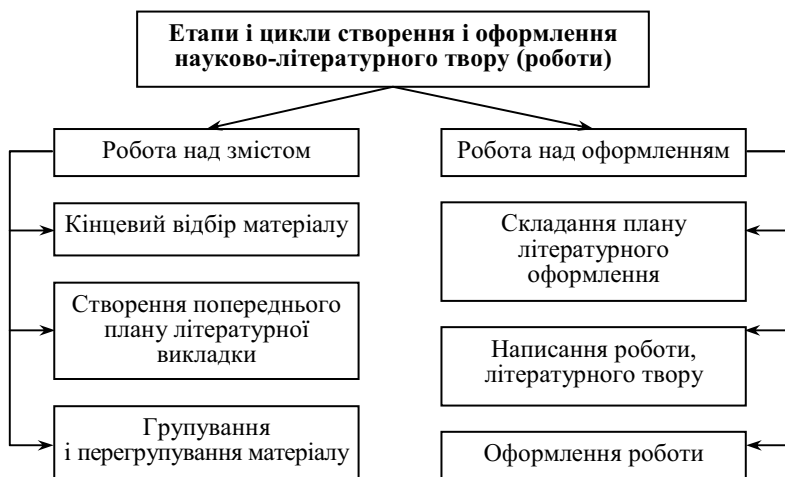 Етапи і цикли створення і оформлення
науково-літературного твору (роботи)
Робота над змістом
Кінцевий відбір матеріалу
Створення попереднього
плану літературної
викладки
Групування
і перегрупування матеріалу
Робота над оформленням
Складання плану
літературного
оформлення
Написання роботи,
літературного твору
Оформлення роботи